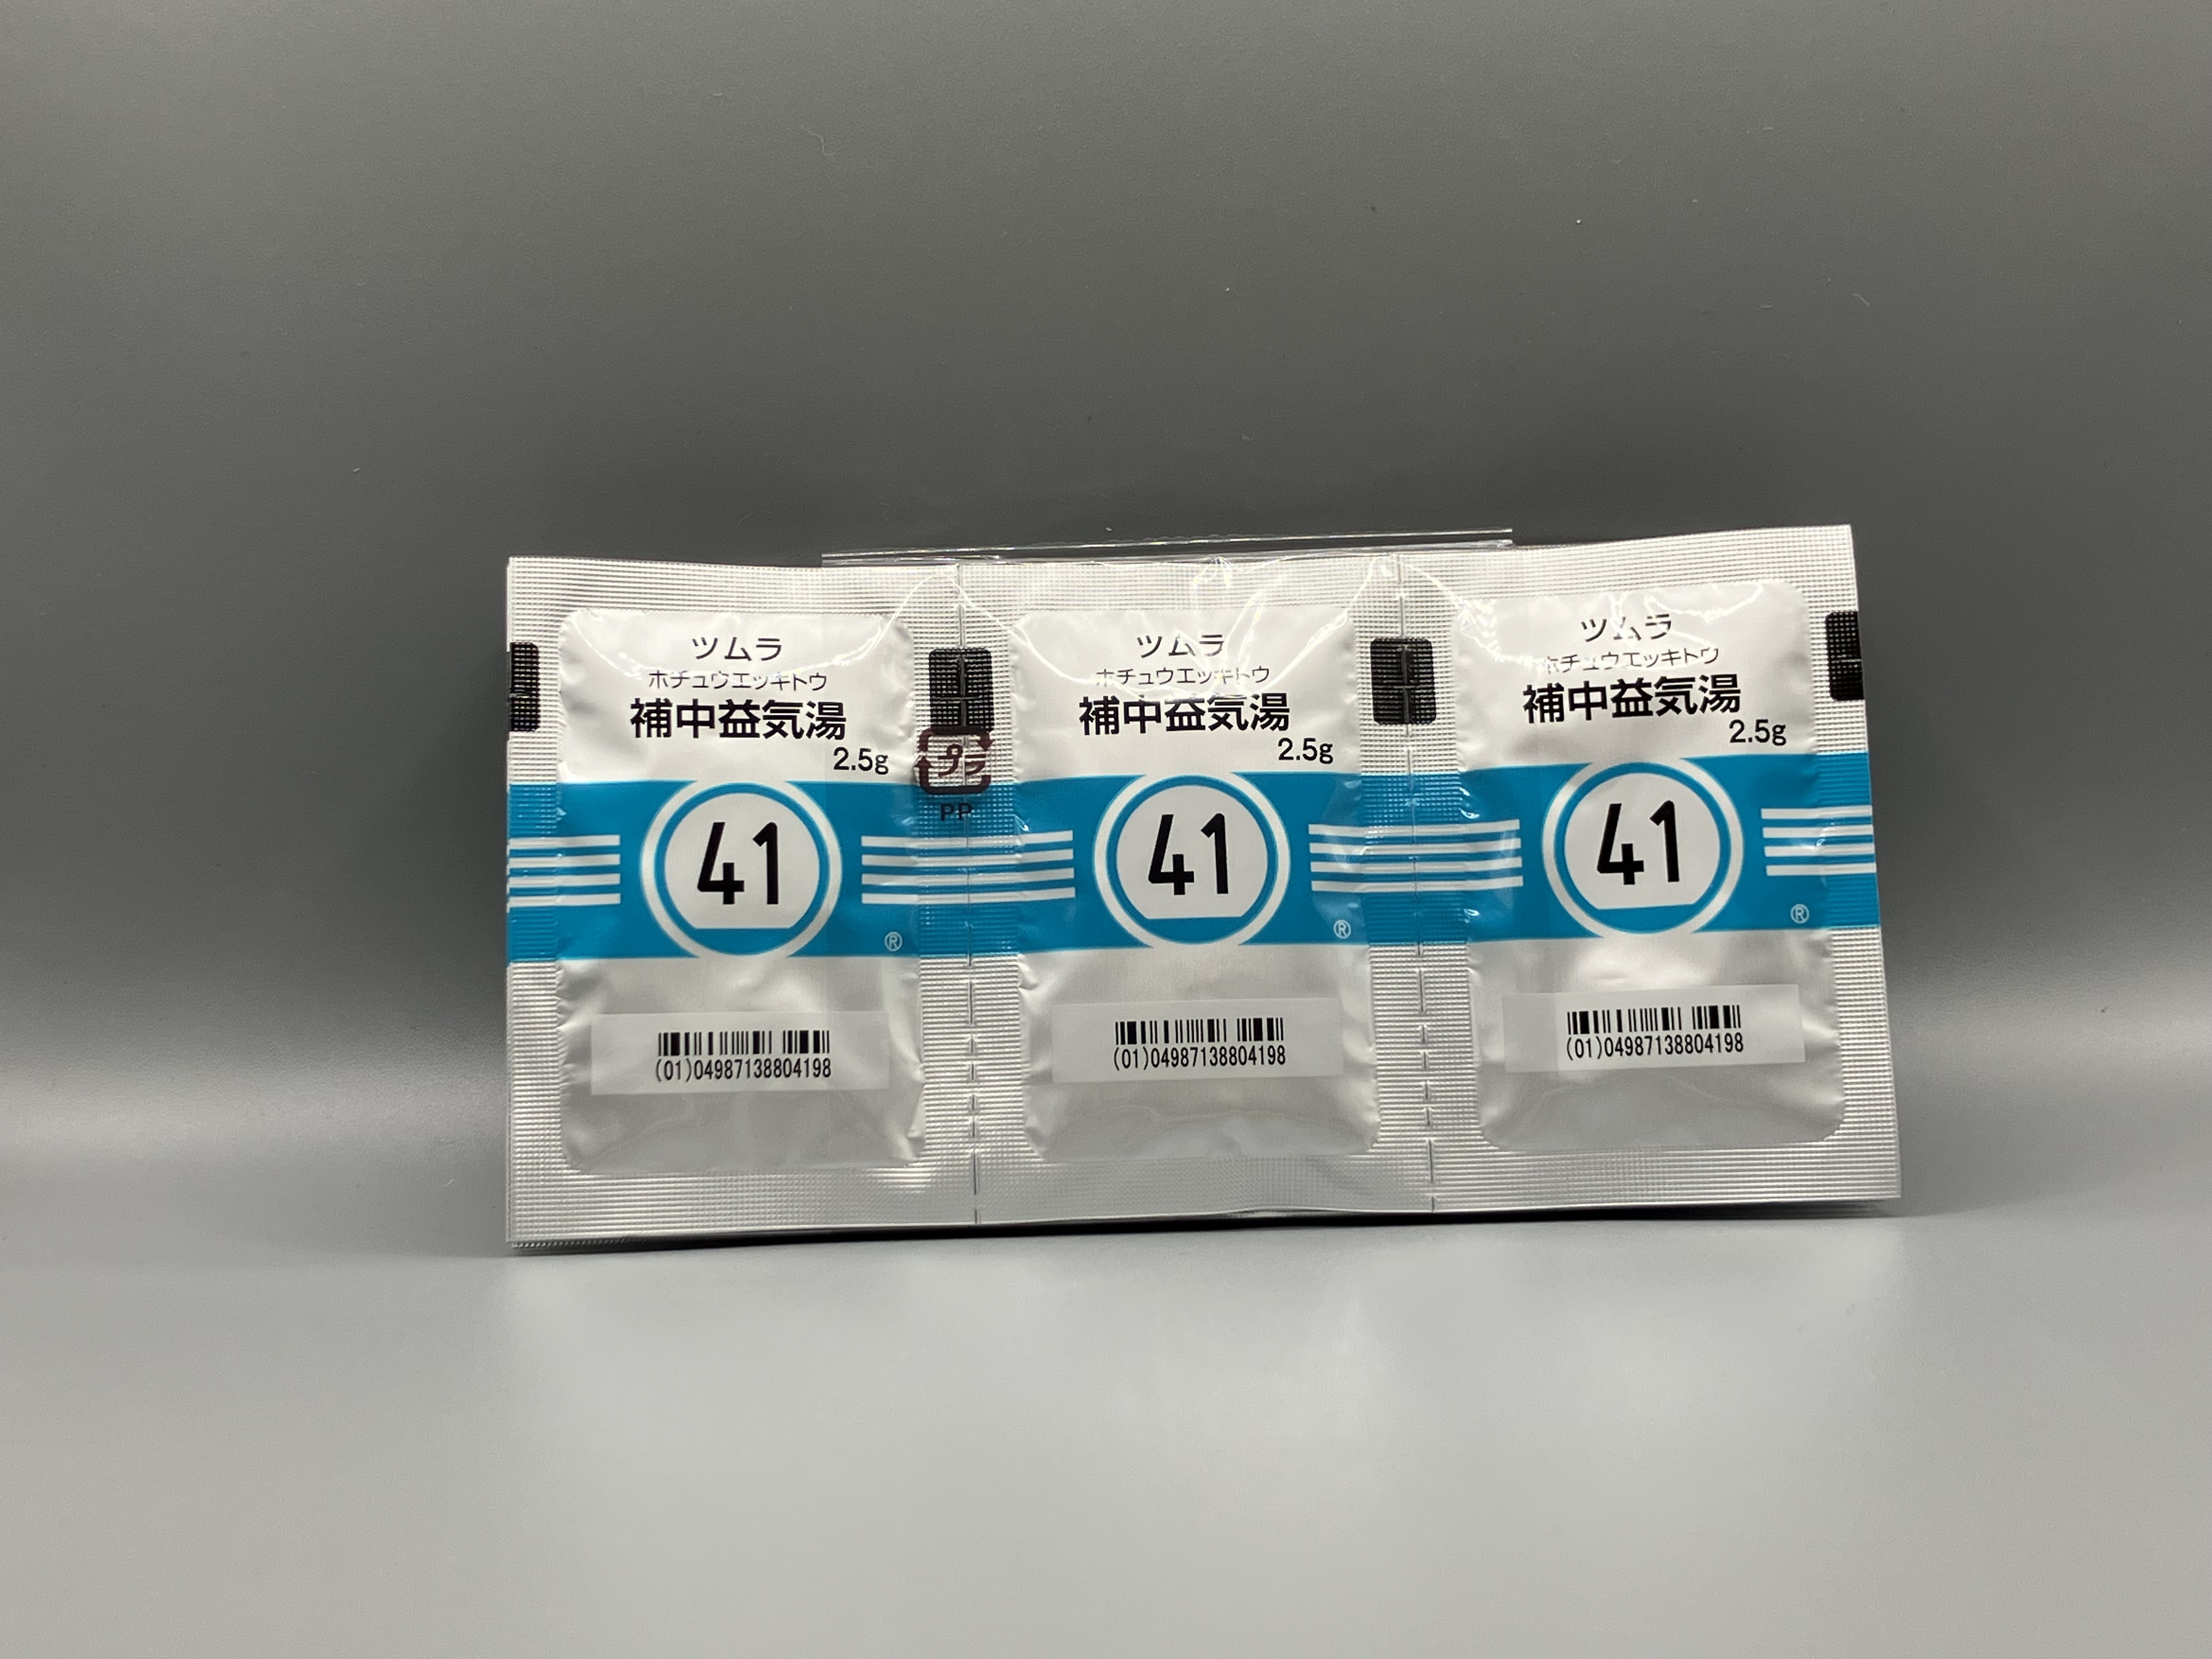 ツムラ
ホチュウエッキトウ
補中益気湯
2.5g
41
®
(01)04987138804198
プラ
PP
ツムラ
ホチュウエッキトウ
補中益気湯
2.5g
41
®
(01)04987138804198
ツムラ
ホチュウエッキトウ
補中益気湯
2.5g
41
®
(01)04987138804198